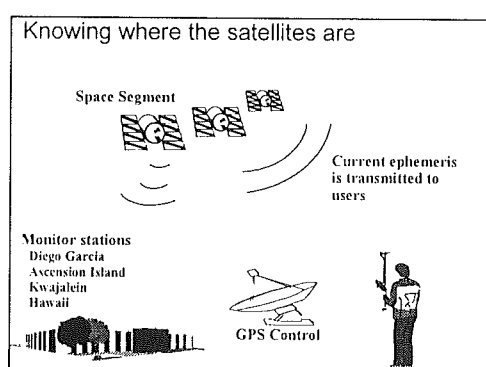 Knowing where the satellites are
Space Segment
Current ephemeris
is transmitted to
users
Monitor stations
Diego Garcia
Ascension Island
Kwajalein
Hawaii
GPS Control